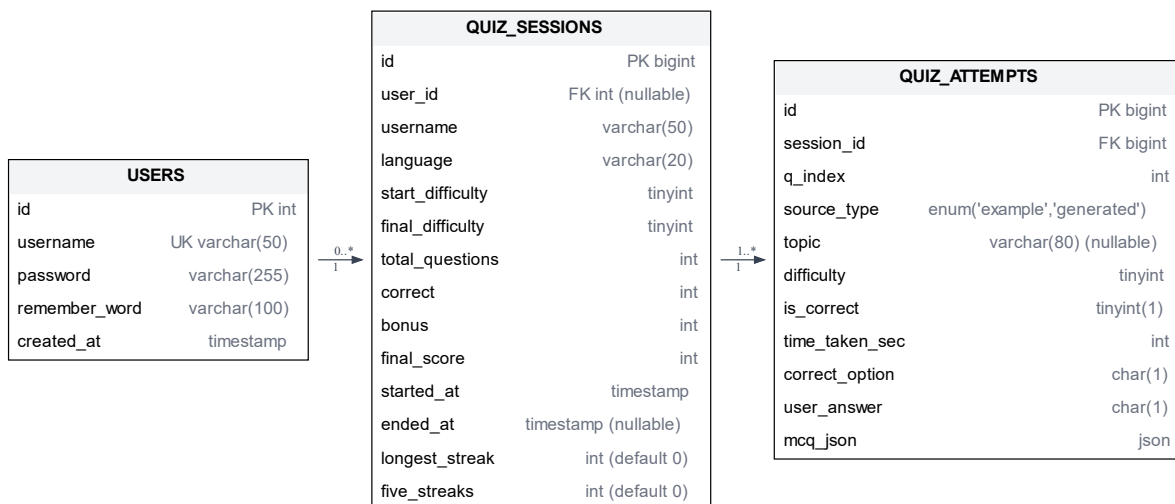 USERS
id PK int
username UK varchar(50)
password varchar(255)
remember_word varchar(100)
created_at timestamp
0..*
1
QUIZ_SESSIONS
id PK bigint
user_id FK int (nullable)
username varchar(50)
language varchar(20)
start_difficulty tinyint
final_difficulty tinyint
total_questions int
correct int
bonus int
final_score int
started_at timestamp
ended_at timestamp (nullable)
longest_streak int (default 0)
five_streaks int (default 0)
1..*
1
QUIZ_ATTEMPTS
id PK bigint
session_id FK bigint
q_index int
source_type enum('example','generated')
topic varchar(80) (nullable)
difficulty tinyint
is_correct tinyint(1)
time_taken_sec int
correct_option char(1)
user_answer char(1)
mcq_json json